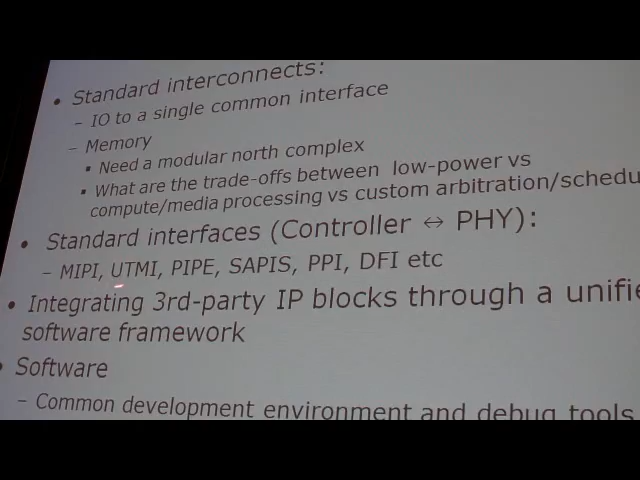 • Standard interconnects:
– IO to a single common interface
– Memory
▪ Need a modular north complex
▪ What are the trade-offs between low-power vs
compute/media processing vs custom arbitration/schedu
• Standard interfaces (Controller ↔ PHY):
– MIPI, UTMI, PIPE, SAPIS, PPI, DFI etc
• Integrating 3rd-party IP blocks through a unifie
software framework
• Software
– Common development environment and debug tools